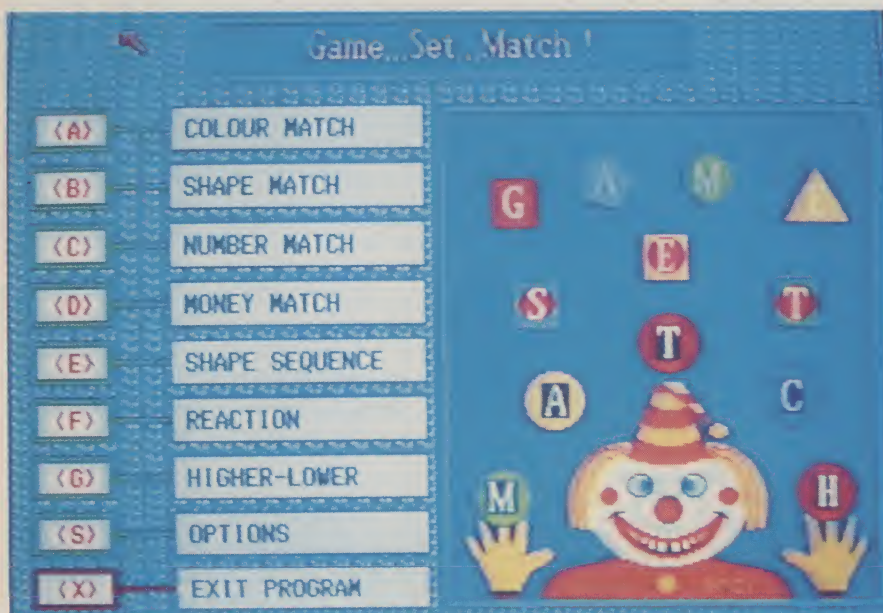 Game...Set...Match !
<A> COLOUR MATCH
<B> SHAPE MATCH
<C> NUMBER MATCH
<D> MONEY MATCH
<E> SHAPE SEQUENCE
<F> REACTION
<G> HIGHER-LOWER
<S> OPTIONS
<X> EXIT PROGRAM
G A M
E
S T
T
A C
M H